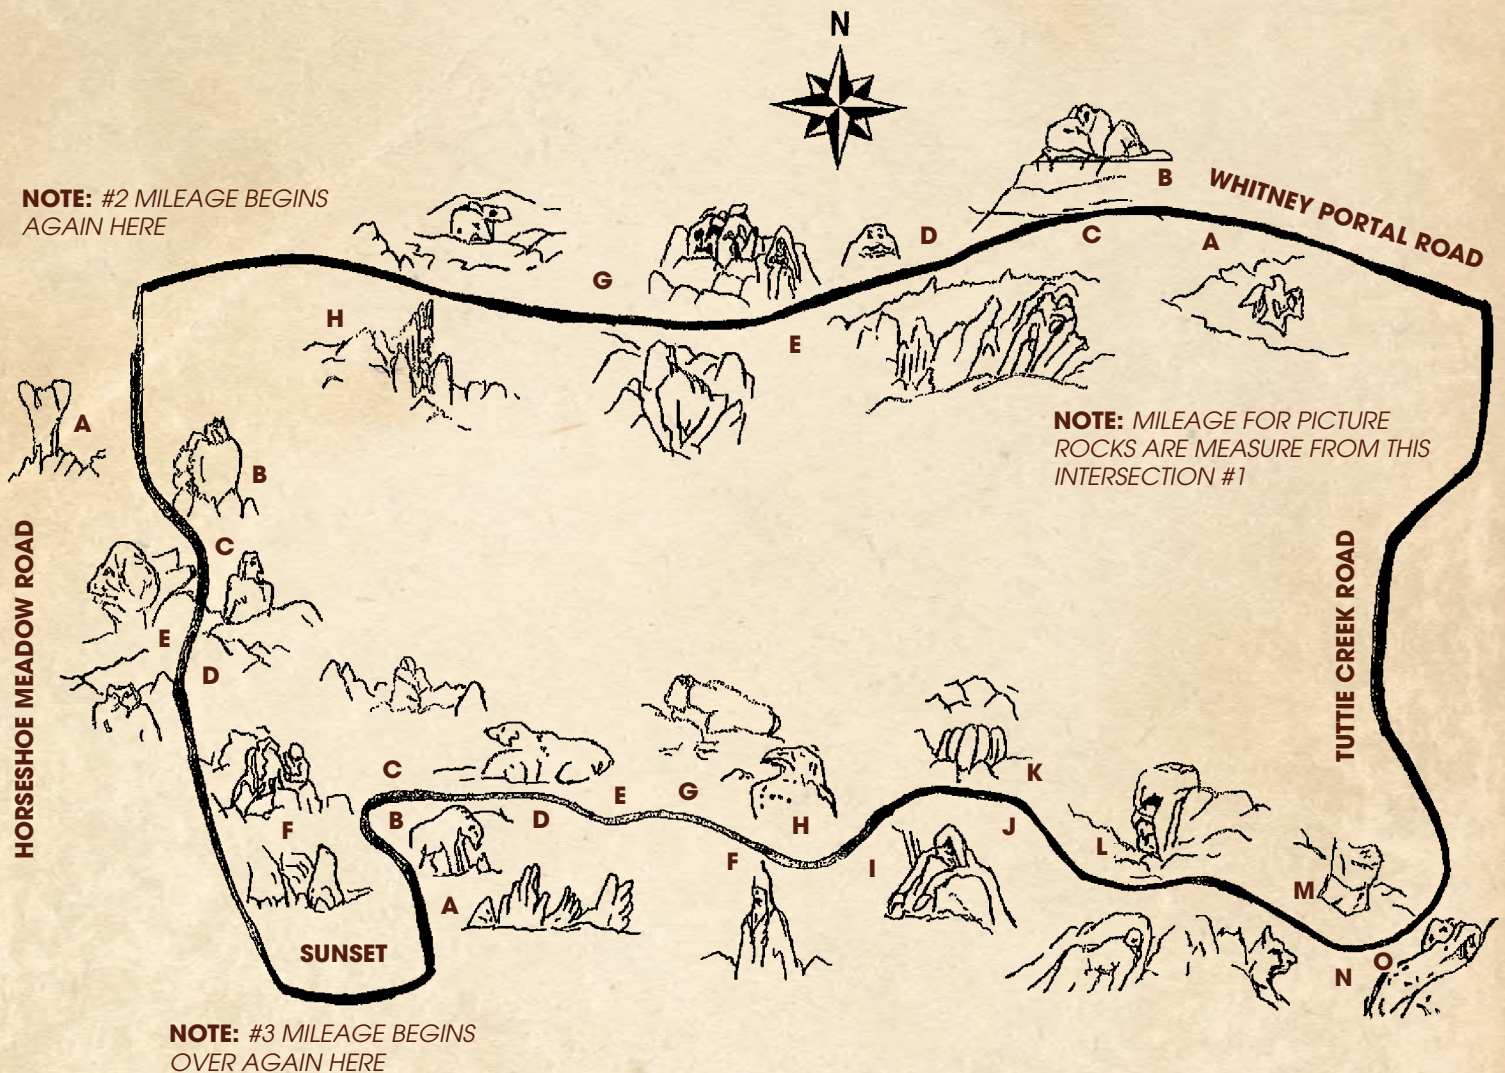 N
NOTE: #2 MILEAGE BEGINS
AGAIN HERE
B
WHITNEY PORTAL ROAD
D
C
A
G
H
E
NOTE: MILEAGE FOR PICTURE
ROCKS ARE MEASURE FROM THIS
INTERSECTION #1
A
B
C
E
D
F
HORSESHOE MEADOW ROAD
TUTTIE CREEK ROAD
C
B
D
E
G
H
K
J
A
F
I
L
M
N
O
SUNSET
NOTE: #3 MILEAGE BEGINS
OVER AGAIN HERE